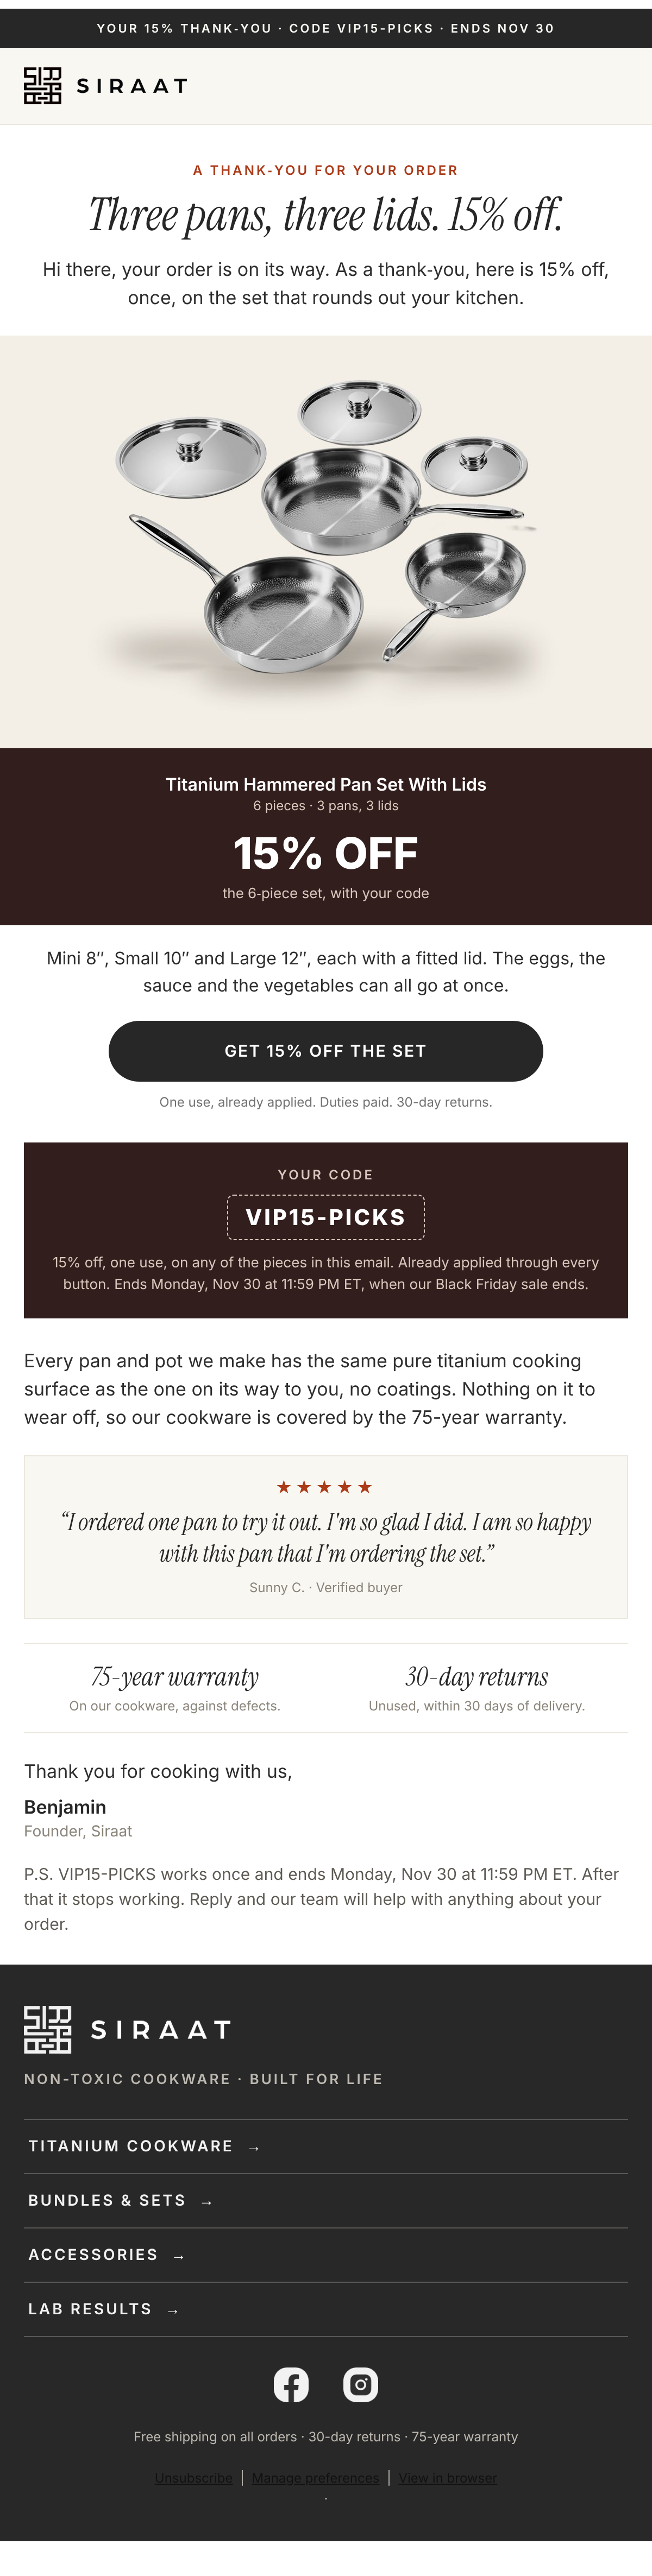 YOUR 15% THANK-YOU · CODE VIP15-PICKS · ENDS NOV 30
SIRAAT
A THANK-YOU FOR YOUR ORDER
Three pans, three lids. 15% off.
Hi there, your order is on its way. As a thank-you, here is 15% off,
once, on the set that rounds out your kitchen.
Titanium Hammered Pan Set With Lids
6 pieces · 3 pans, 3 lids
15% OFF
the 6-piece set, with your code
Mini 8″, Small 10″ and Large 12″, each with a fitted lid. The eggs, the
sauce and the vegetables can all go at once.
GET 15% OFF THE SET
One use, already applied. Duties paid. 30-day returns.
YOUR CODE
VIP15-PICKS
15% off, one use, on any of the pieces in this email. Already applied through every
button. Ends Monday, Nov 30 at 11:59 PM ET, when our Black Friday sale ends.
Every pan and pot we make has the same pure titanium cooking
surface as the one on its way to you, no coatings. Nothing on it to
wear off, so our cookware is covered by the 75-year warranty.
★★★★★
“I ordered one pan to try it out. I'm so glad I did. I am so happy
with this pan that I'm ordering the set.”
Sunny C. · Verified buyer
75-year warranty
On our cookware, against defects.
30-day returns
Unused, within 30 days of delivery.
Thank you for cooking with us,
Benjamin
Founder, Siraat
P.S. VIP15-PICKS works once and ends Monday, Nov 30 at 11:59 PM ET. After
that it stops working. Reply and our team will help with anything about your
order.
SIRAAT
NON-TOXIC COOKWARE · BUILT FOR LIFE
TITANIUM COOKWARE →
BUNDLES & SETS →
ACCESSORIES →
LAB RESULTS →
Free shipping on all orders · 30-day returns · 75-year warranty
Unsubscribe | Manage preferences | View in browser
.